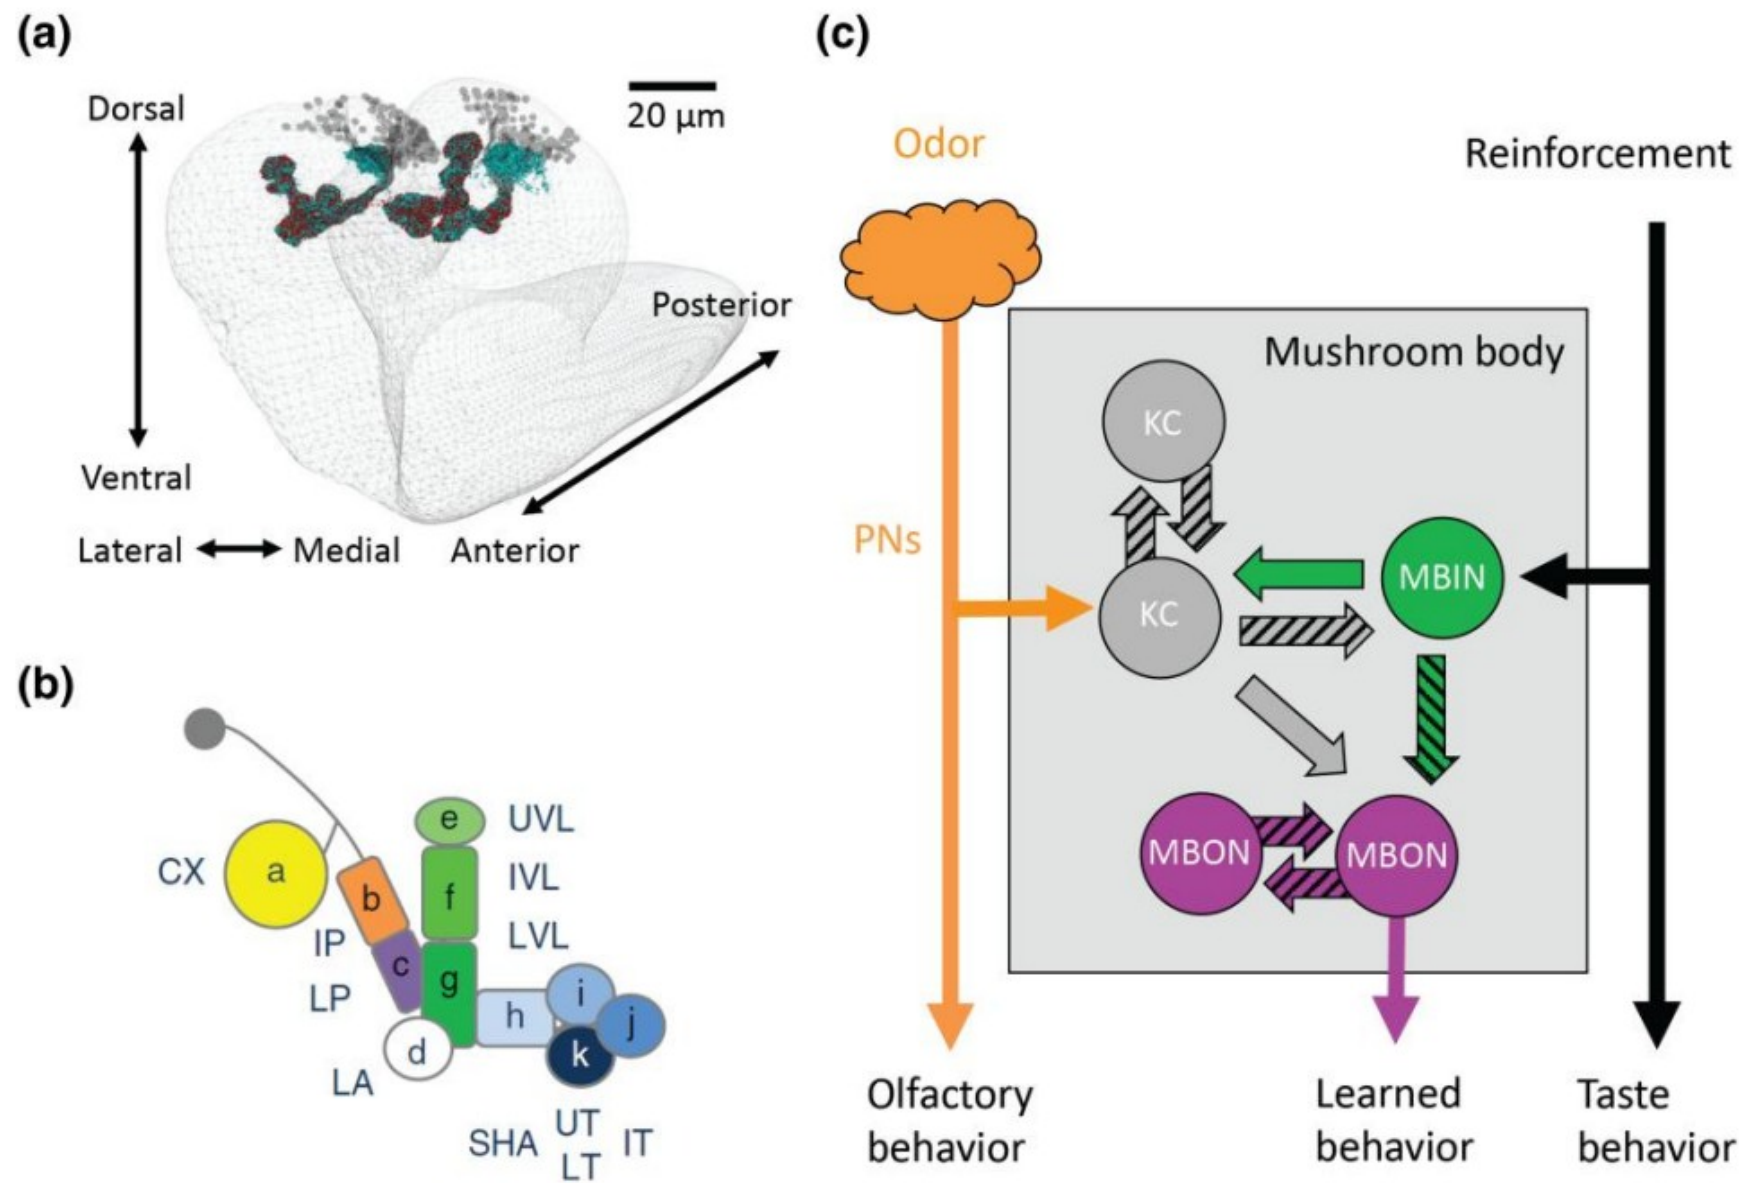 (a)
Dorsal
20 µm
Posterior
Ventral
Lateral
Medial
Anterior
(b)
e
UVL
CX
a
b
f
IVL
IP
c
g
LVL
LP
h
i
j
d
k
LA
SHA
UT
LT
IT
(c)
Odor
Reinforcement
Mushroom body
KC
PNs
MBIN
KC
MBON
MBON
Olfactory
behavior
Learned
behavior
Taste
behavior